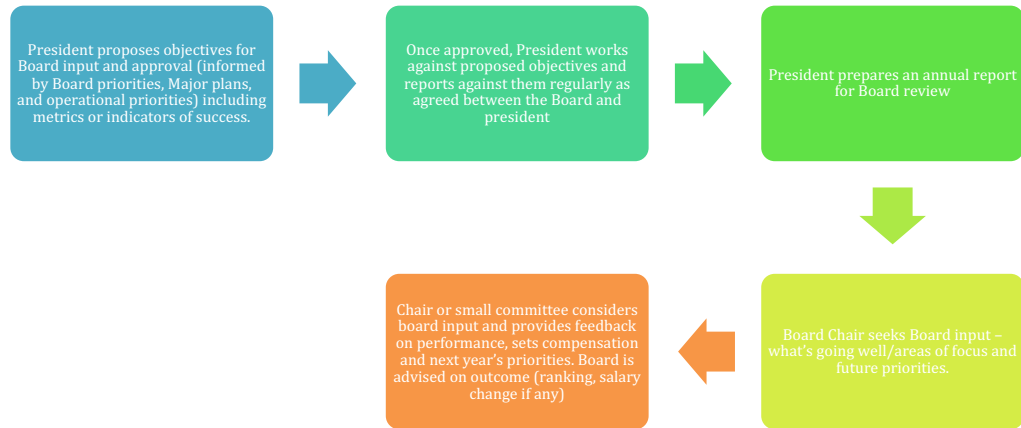 President proposes objectives for
Board input and approval (informed
by Board priorities, Major plans,
and operational priorities) including
metrics or indicators of success.
Once approved, President works
against proposed objectives and
reports against them regularly as
agreed between the Board and
president
President prepares an annual report
for Board review
Board Chair seeks Board input –
what's going well/areas of focus and
future priorities.
Chair or small committee considers
board input and provides feedback
on performance, sets compensation
and next year's priorities. Board is
advised on outcome (ranking, salary
change if any)